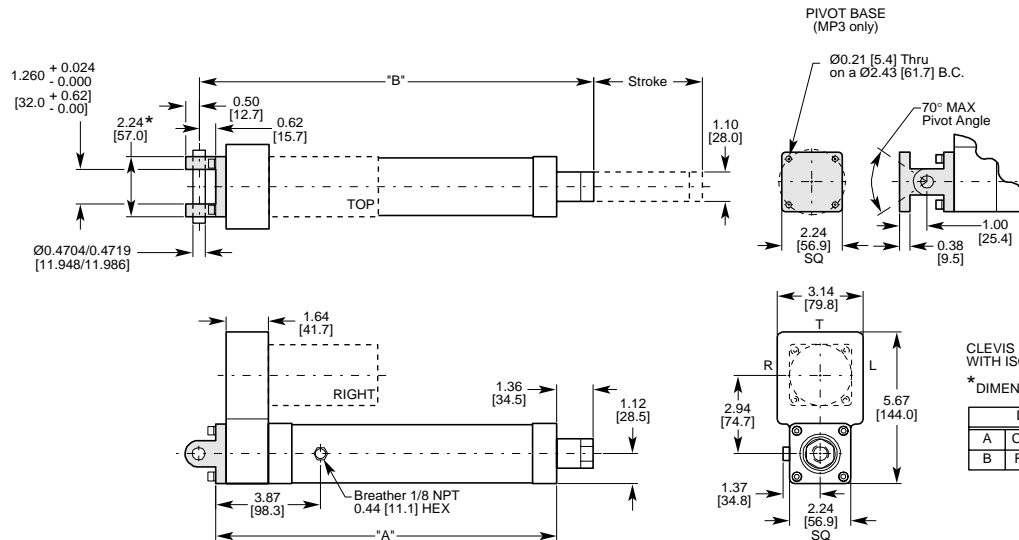 PIVOT BASE
(MP3 only)
Ø0.21 [5.4] Thru
on a Ø2.43 [61.7] B.C.
1.260 + 0.024
- 0.000
[32.0 + 0.62]
- 0.00]
"B"
Stroke
0.50
[12.7]
2.24*
[57.0]
0.62
[15.7]
1.10
[28.0]
70° MAX
Pivot Angle
TOP
2.24
[56.9]
SQ
1.00
[25.4]
0.38
[9.5]
Ø0.4704/0.4719
[11.948/11.986]
1.64
[41.7]
3.14
[79.8]
T
R
L
RIGHT
1.36
[34.5]
1.12
[28.5]
2.94
[74.7]
5.67
[144.0]
CLEVIS
WITH ISO
*DIMEN
A
B
3.87
[98.3]
Breather 1/8 NPT
0.44 [11.1] HEX
1.37
[34.8]
2.24
[56.9]
SQ
"A"